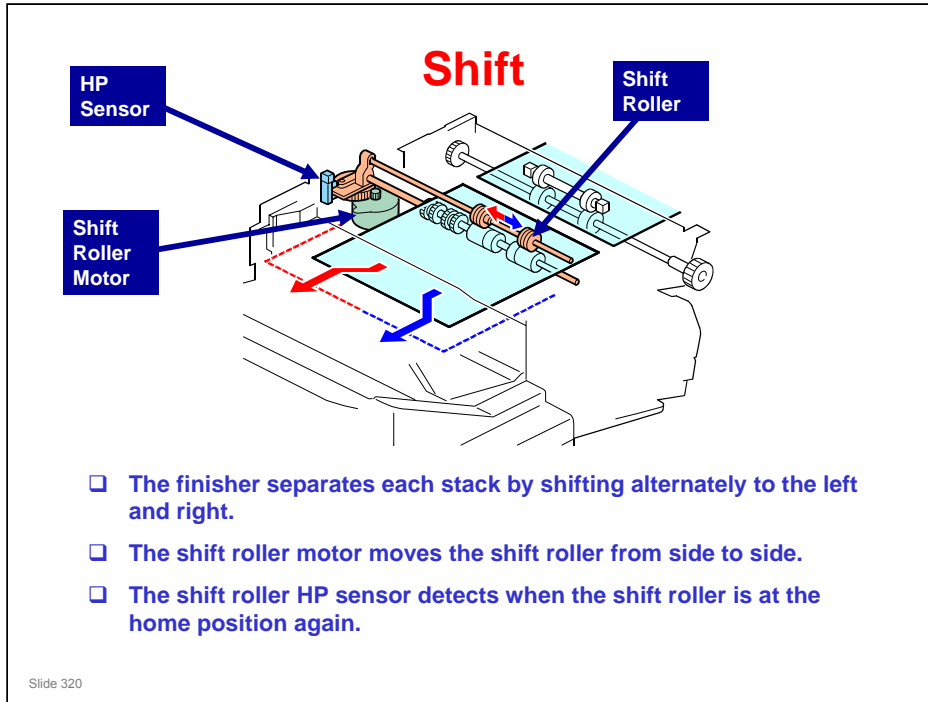 Shift
HP
Sensor
Shift
Roller
Shift
Roller
Motor
❑ The finisher separates each stack by shifting alternately to the left
and right.
❑ The shift roller motor moves the shift roller from side to side.
❑ The shift roller HP sensor detects when the shift roller is at the
home position again.
Slide 320